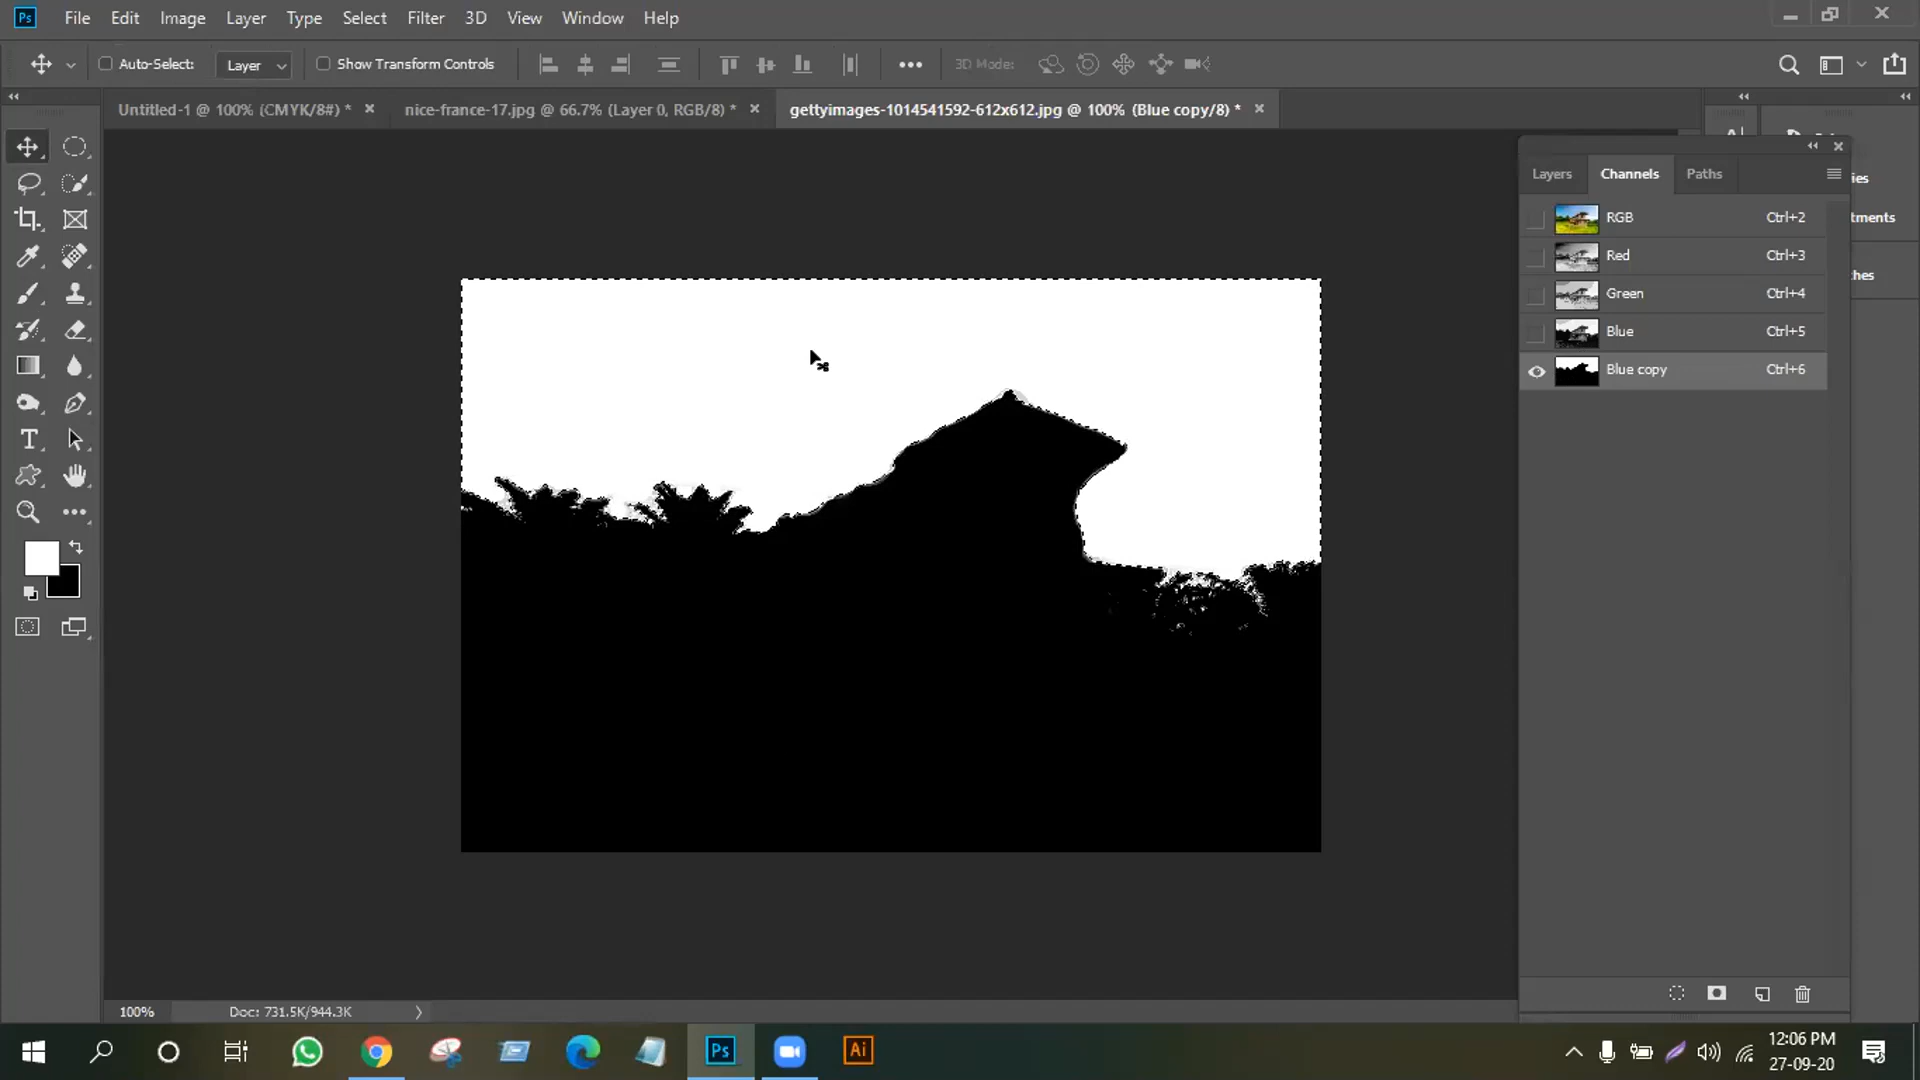 Ps File Edit Image Layer Type Select Filter 3D View Window Help
Auto-Select: Layer Show Transform Controls 3D Mode:
Untitled-1 @ 100% (CMYK/8#) * nice-france-17.jpg @ 66.7% (Layer 0, RGB/8) * gettyimages-1014541592-612x612.jpg @ 100% (Blue copy/8) *
Layers Channels Paths ies
RGB Ctrl+2 tments
Red Ctrl+3
hes
Green Ctrl+4
Blue Ctrl+5
Blue copy Ctrl+6
T
100% Doc: 731.5K/944.3K
Ps Ai 12:06 PM
27-09-20